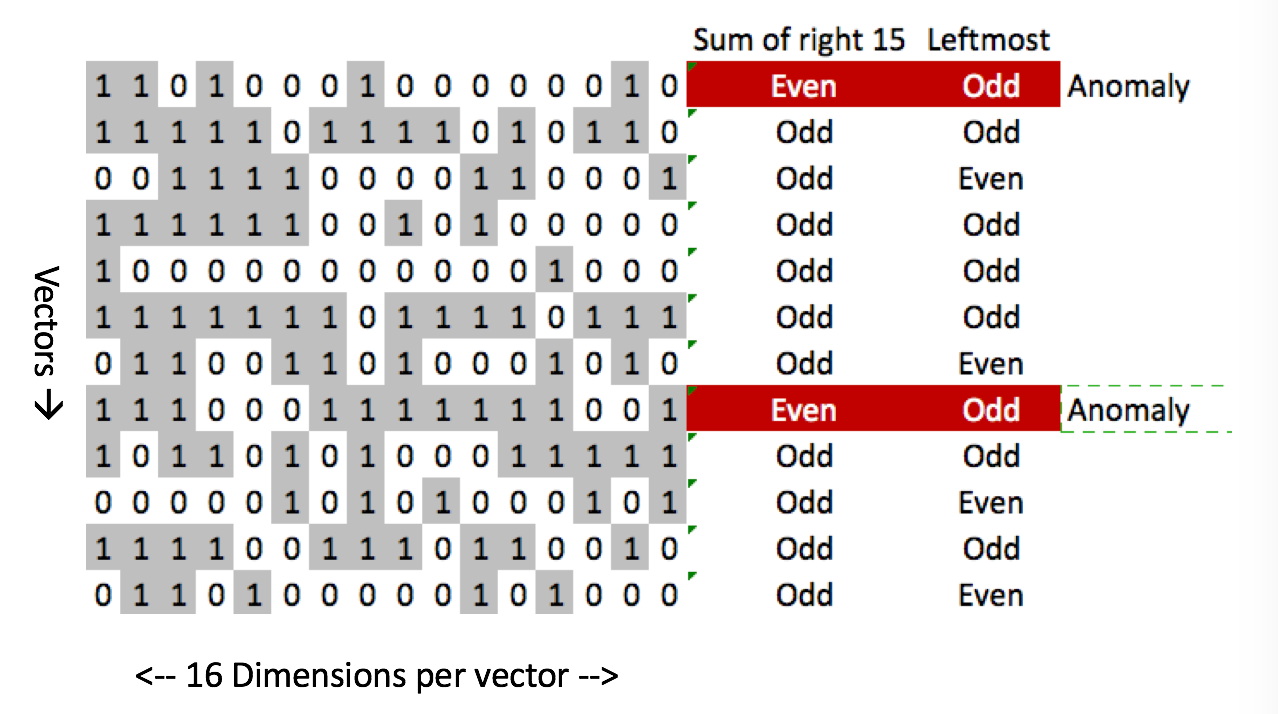 Sum of right 15 Leftmost
1 1 0 1 0 0 0 1 0 0 0 0 0 0 1 0 Even Odd Anomaly
1 1 1 1 1 0 1 1 1 1 0 1 0 1 1 0 Odd Odd
0 0 1 1 1 1 0 0 0 0 1 1 0 0 0 1 Odd Even
1 1 1 1 1 1 0 0 1 0 1 0 0 0 0 0 Odd Odd
1 0 0 0 0 0 0 0 0 0 0 0 1 0 0 0 Odd Odd
1 1 1 1 1 1 1 0 1 1 1 1 0 1 1 1 Odd Odd
0 1 1 0 0 1 1 0 1 0 0 0 1 0 1 0 Odd Even
1 1 1 0 0 0 1 1 1 1 1 1 1 0 0 1 Even Odd Anomaly
1 0 1 1 0 1 0 1 0 0 0 1 1 1 1 1 Odd Odd
0 0 0 0 0 1 0 1 0 1 0 0 0 1 0 1 Odd Even
1 1 1 1 0 0 1 1 1 0 1 1 0 0 1 0 Odd Odd
0 1 1 0 1 0 0 0 0 0 1 0 1 0 0 0 Odd Even
Vectors →
<-- 16 Dimensions per vector -->